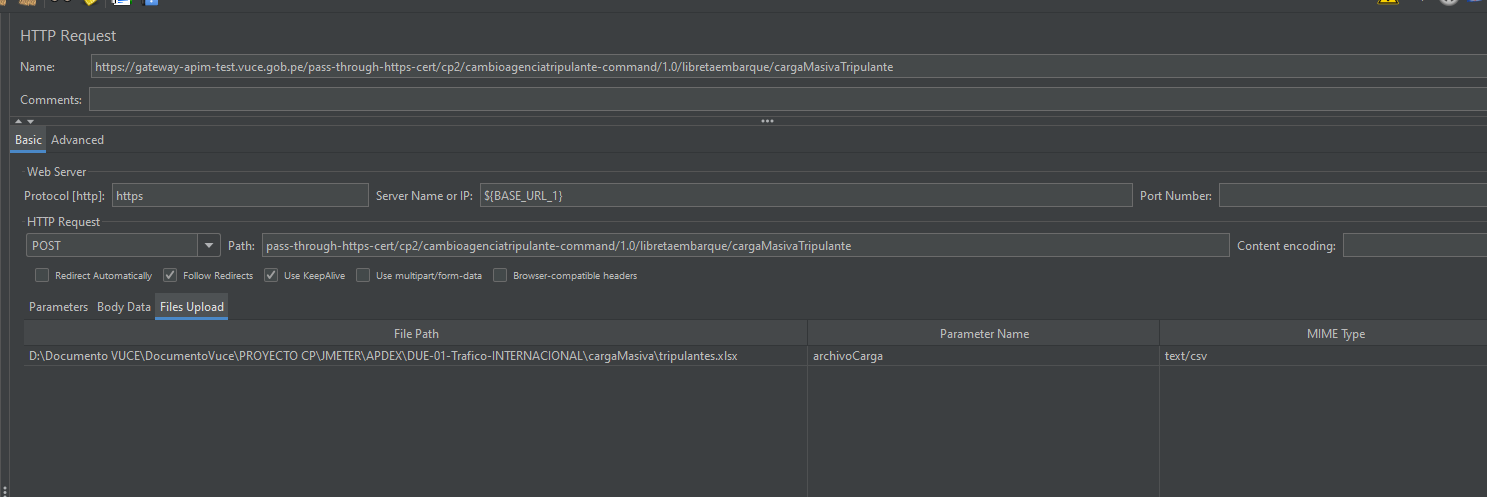 HTTP Request
Name: https://gateway-apim-test.vuce.gob.pe/pass-through-https-cert/cp2/cambioagenciatripulante-command/1.0/libretaembarque/cargaMasivaTripulante
Comments:
Basic Advanced
Web Server
Protocol [http]: https Server Name or IP: ${BASE_URL_1} Port Number:
HTTP Request
POST Path: pass-through-https-cert/cp2/cambioagenciatripulante-command/1.0/libretaembarque/cargaMasivaTripulante Content encoding:
Redirect Automatically Follow Redirects Use KeepAlive Use multipart/form-data Browser-compatible headers
Parameters Body Data Files Upload
File Path Parameter Name MIME Type
D:\Documento VUCE\DocumentoVuce\PROYECTO CP\JMETER\APDEX\DUE-01-Trafico-INTERNACIONAL\cargaMasiva\tripulantes.xlsx archivoCarga text/csv